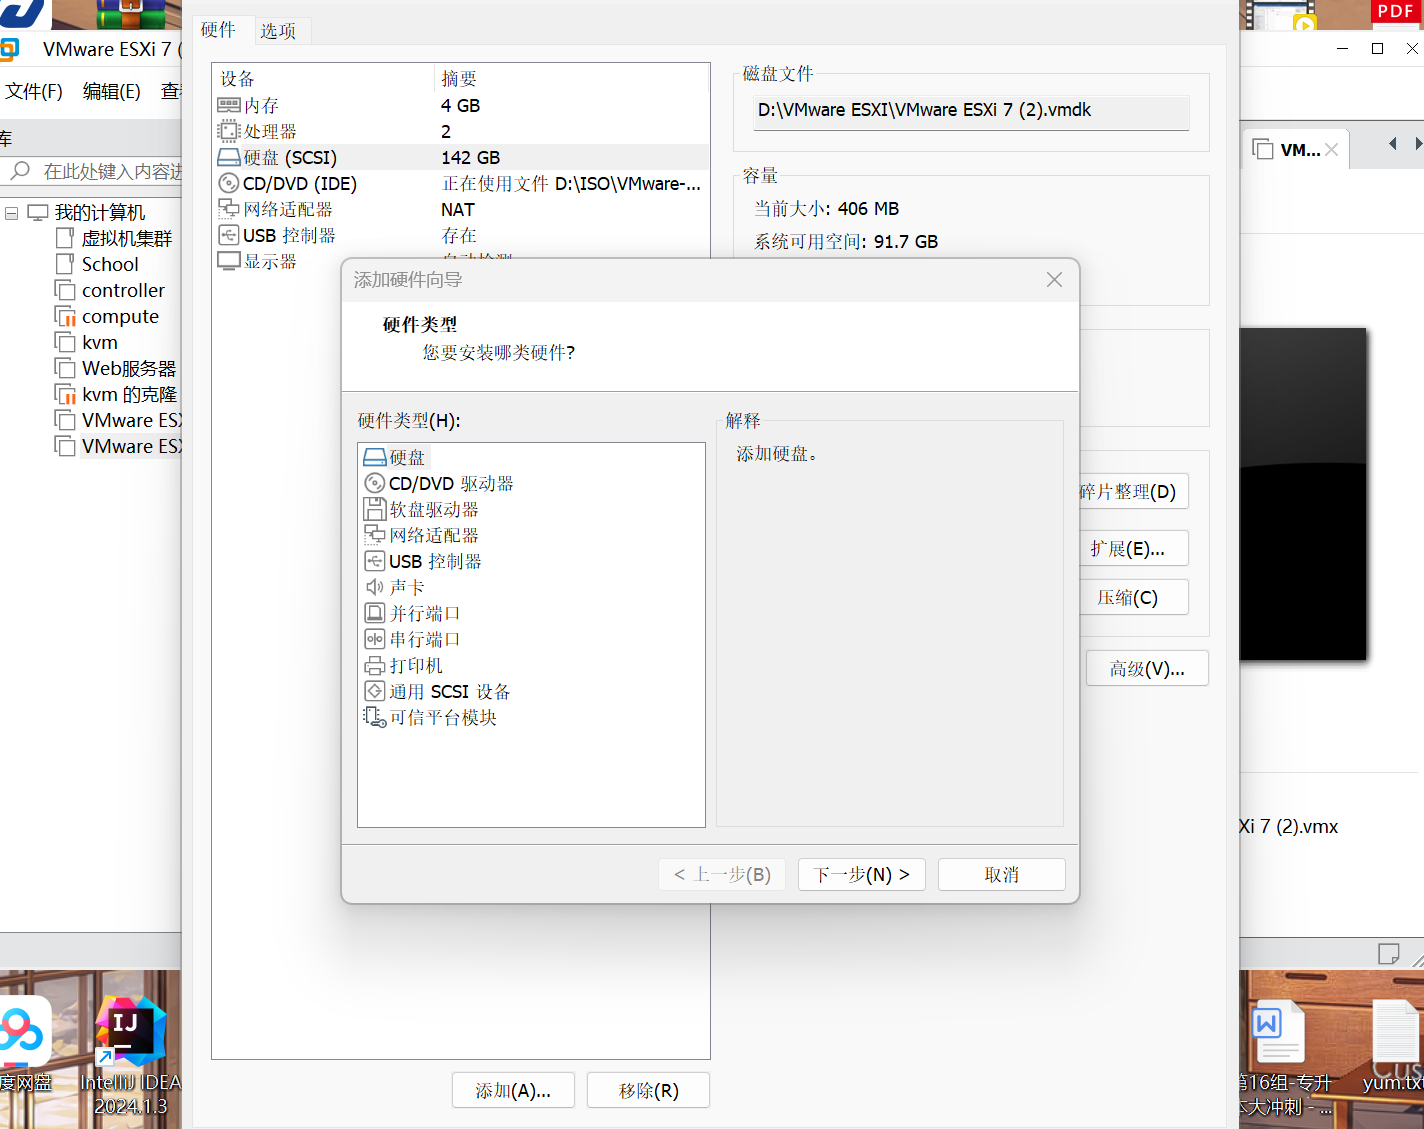 PDF
硬件
选项
VMware ESXi 7 (
文件(F)
编辑(E)
库
在此处键入内容进
我的计算机
虚拟机集群
School
controller
compute
kvm
Web服务器
kvm 的克隆
VMware ESX
VMware ESX
设备
摘要
内存
4 GB
处理器
2
硬盘 (SCSI)
142 GB
CD/DVD (IDE)
正在使用文件 D:\ISO\VMware-...
网络适配器
NAT
USB 控制器
存在
显示器
磁盘文件
D:\VMware ESXI\VMware ESXi 7 (2).vmdk
容量
当前大小: 406 MB
系统可用空间: 91.7 GB
VM...
添加硬件向导
硬件类型
您要安装哪类硬件?
硬件类型(H):
硬盘
CD/DVD 驱动器
软盘驱动器
网络适配器
USB 控制器
声卡
并行端口
串行端口
打印机
通用 SCSI 设备
可信平台模块
解释
添加硬盘。
< 上一步(B)
下一步(N) >
取消
碎片整理(D)
扩展(E)...
压缩(C)
高级(V)...
Xi 7 (2).vmx
添加(A)...
移除(R)
度网盘
IJ
IntelliJ IDEA
2024.1.3
W
第16组-专升
本大冲刺 - ...
yum.txt